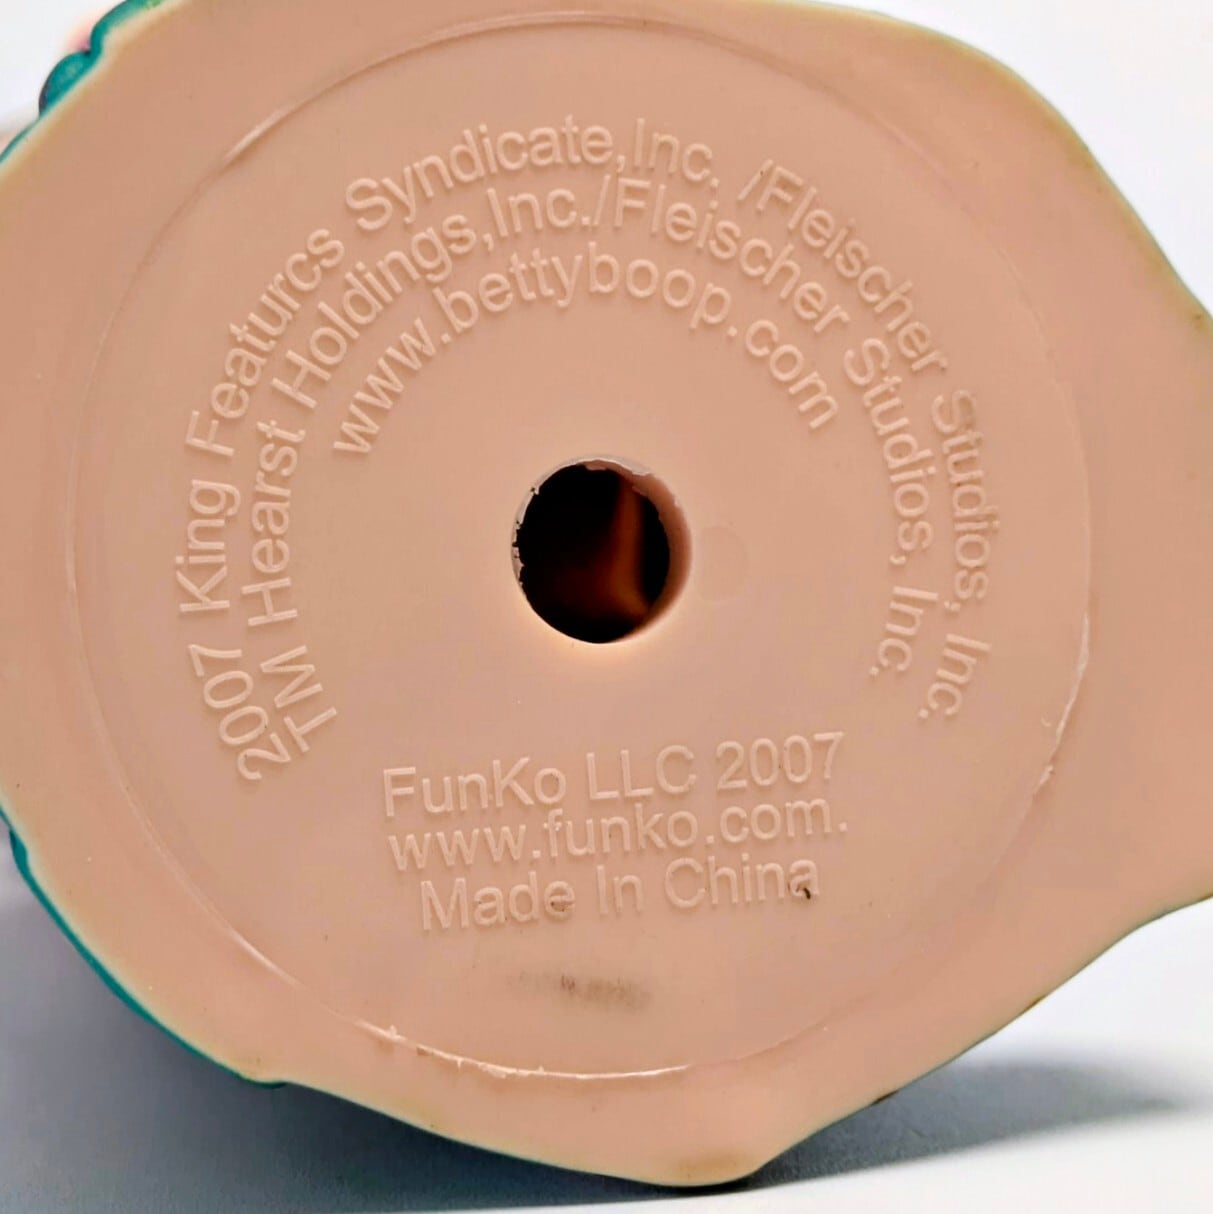 2007 King Featurcs Syndicate,Inc. /Fleischer Studios, Inc.
TM Hearst Holdings,Inc./Fleischer Studios, Inc.
www.bettyboop.com
FunKo LLC 2007
www.funko.com.
Made In China